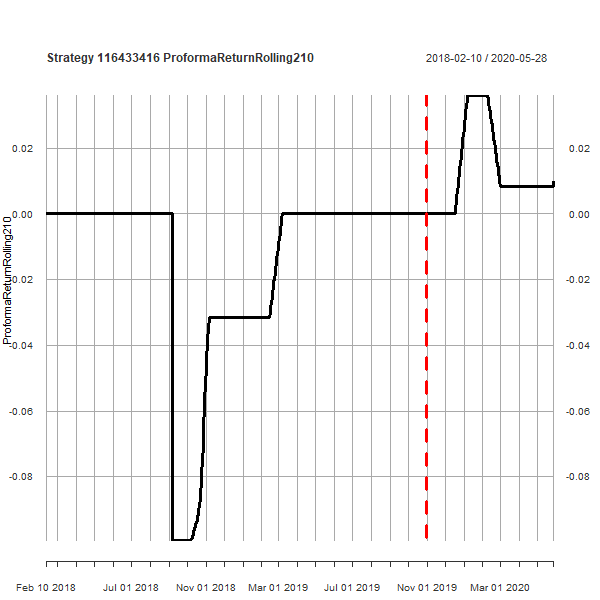 Strategy 116433416 ProformaReturnRolling210
2018-02-10 / 2020-05-28
ProformaReturnRolling210
0.02
0.00
-0.02
-0.04
-0.06
-0.08
0.02
0.00
-0.02
-0.04
-0.06
-0.08
Feb 10 2018
Jul 01 2018
Nov 01 2018
Mar 01 2019
Jul 01 2019
Nov 01 2019
Mar 01 2020